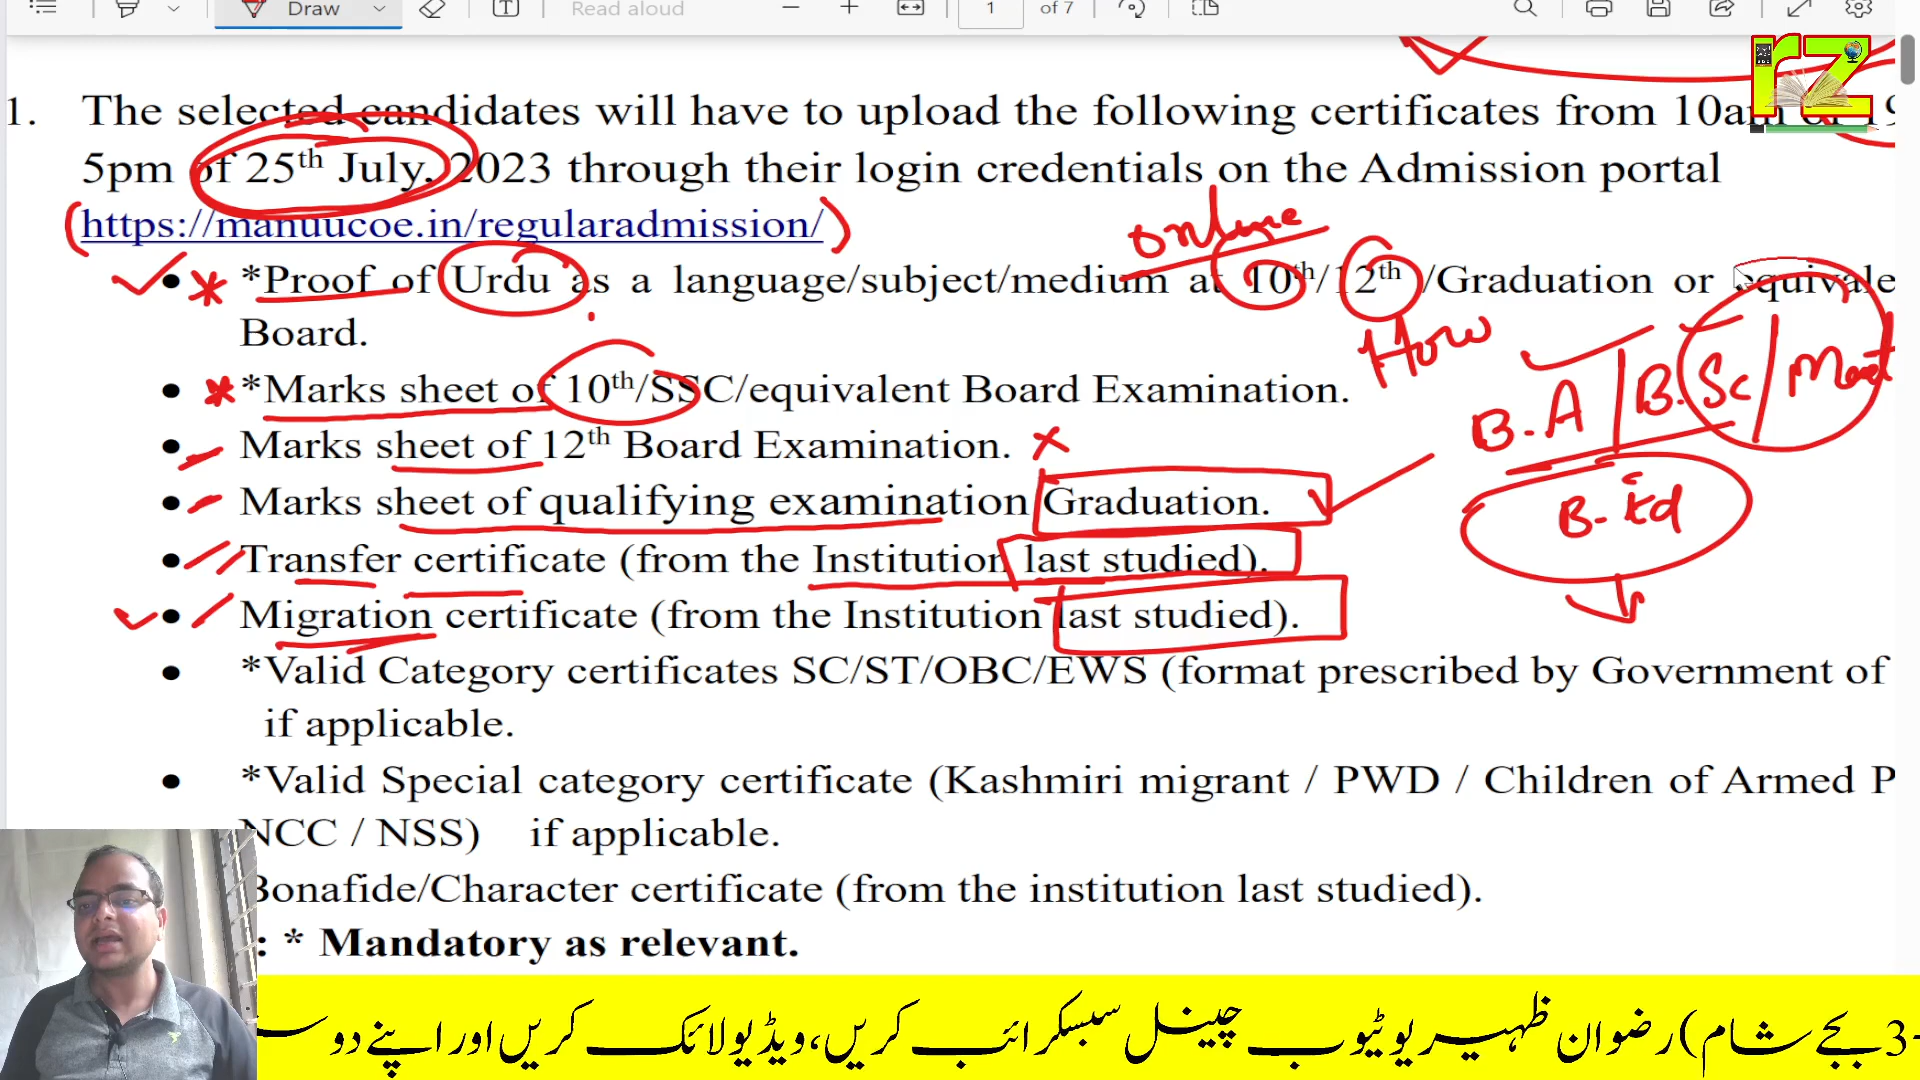 Draw
Read aloud
1 of 7
rz
1. The selected candidates will have to upload the following certificates from 10am of 19
5pm of 25th July, 2023 through their login credentials on the Admission portal
(https://manuucoe.in/regularadmission/)
online
• *Proof of Urdu as a language/subject/medium at 10th/12th /Graduation or equivale
Board.
How
• *Marks sheet of 10th/SSC/equivalent Board Examination.
B.A / B.Sc /
• Marks sheet of 12th Board Examination. x
• Marks sheet of qualifying examination Graduation.
B-Ed
• Transfer certificate (from the Institution last studied).
• Migration certificate (from the Institution last studied).
• *Valid Category certificates SC/ST/OBC/EWS (format prescribed by Government of
if applicable.
• *Valid Special category certificate (Kashmiri migrant / PWD / Children of Armed P
NCC / NSS) if applicable.
Bonafide/Character certificate (from the institution last studied).
: * Mandatory as relevant.
3 بجے شام) رضوان ظہیر یوٹیوب چینل سبسکرائب کریں، ویڈیو لائک کریں اور اپنے دو